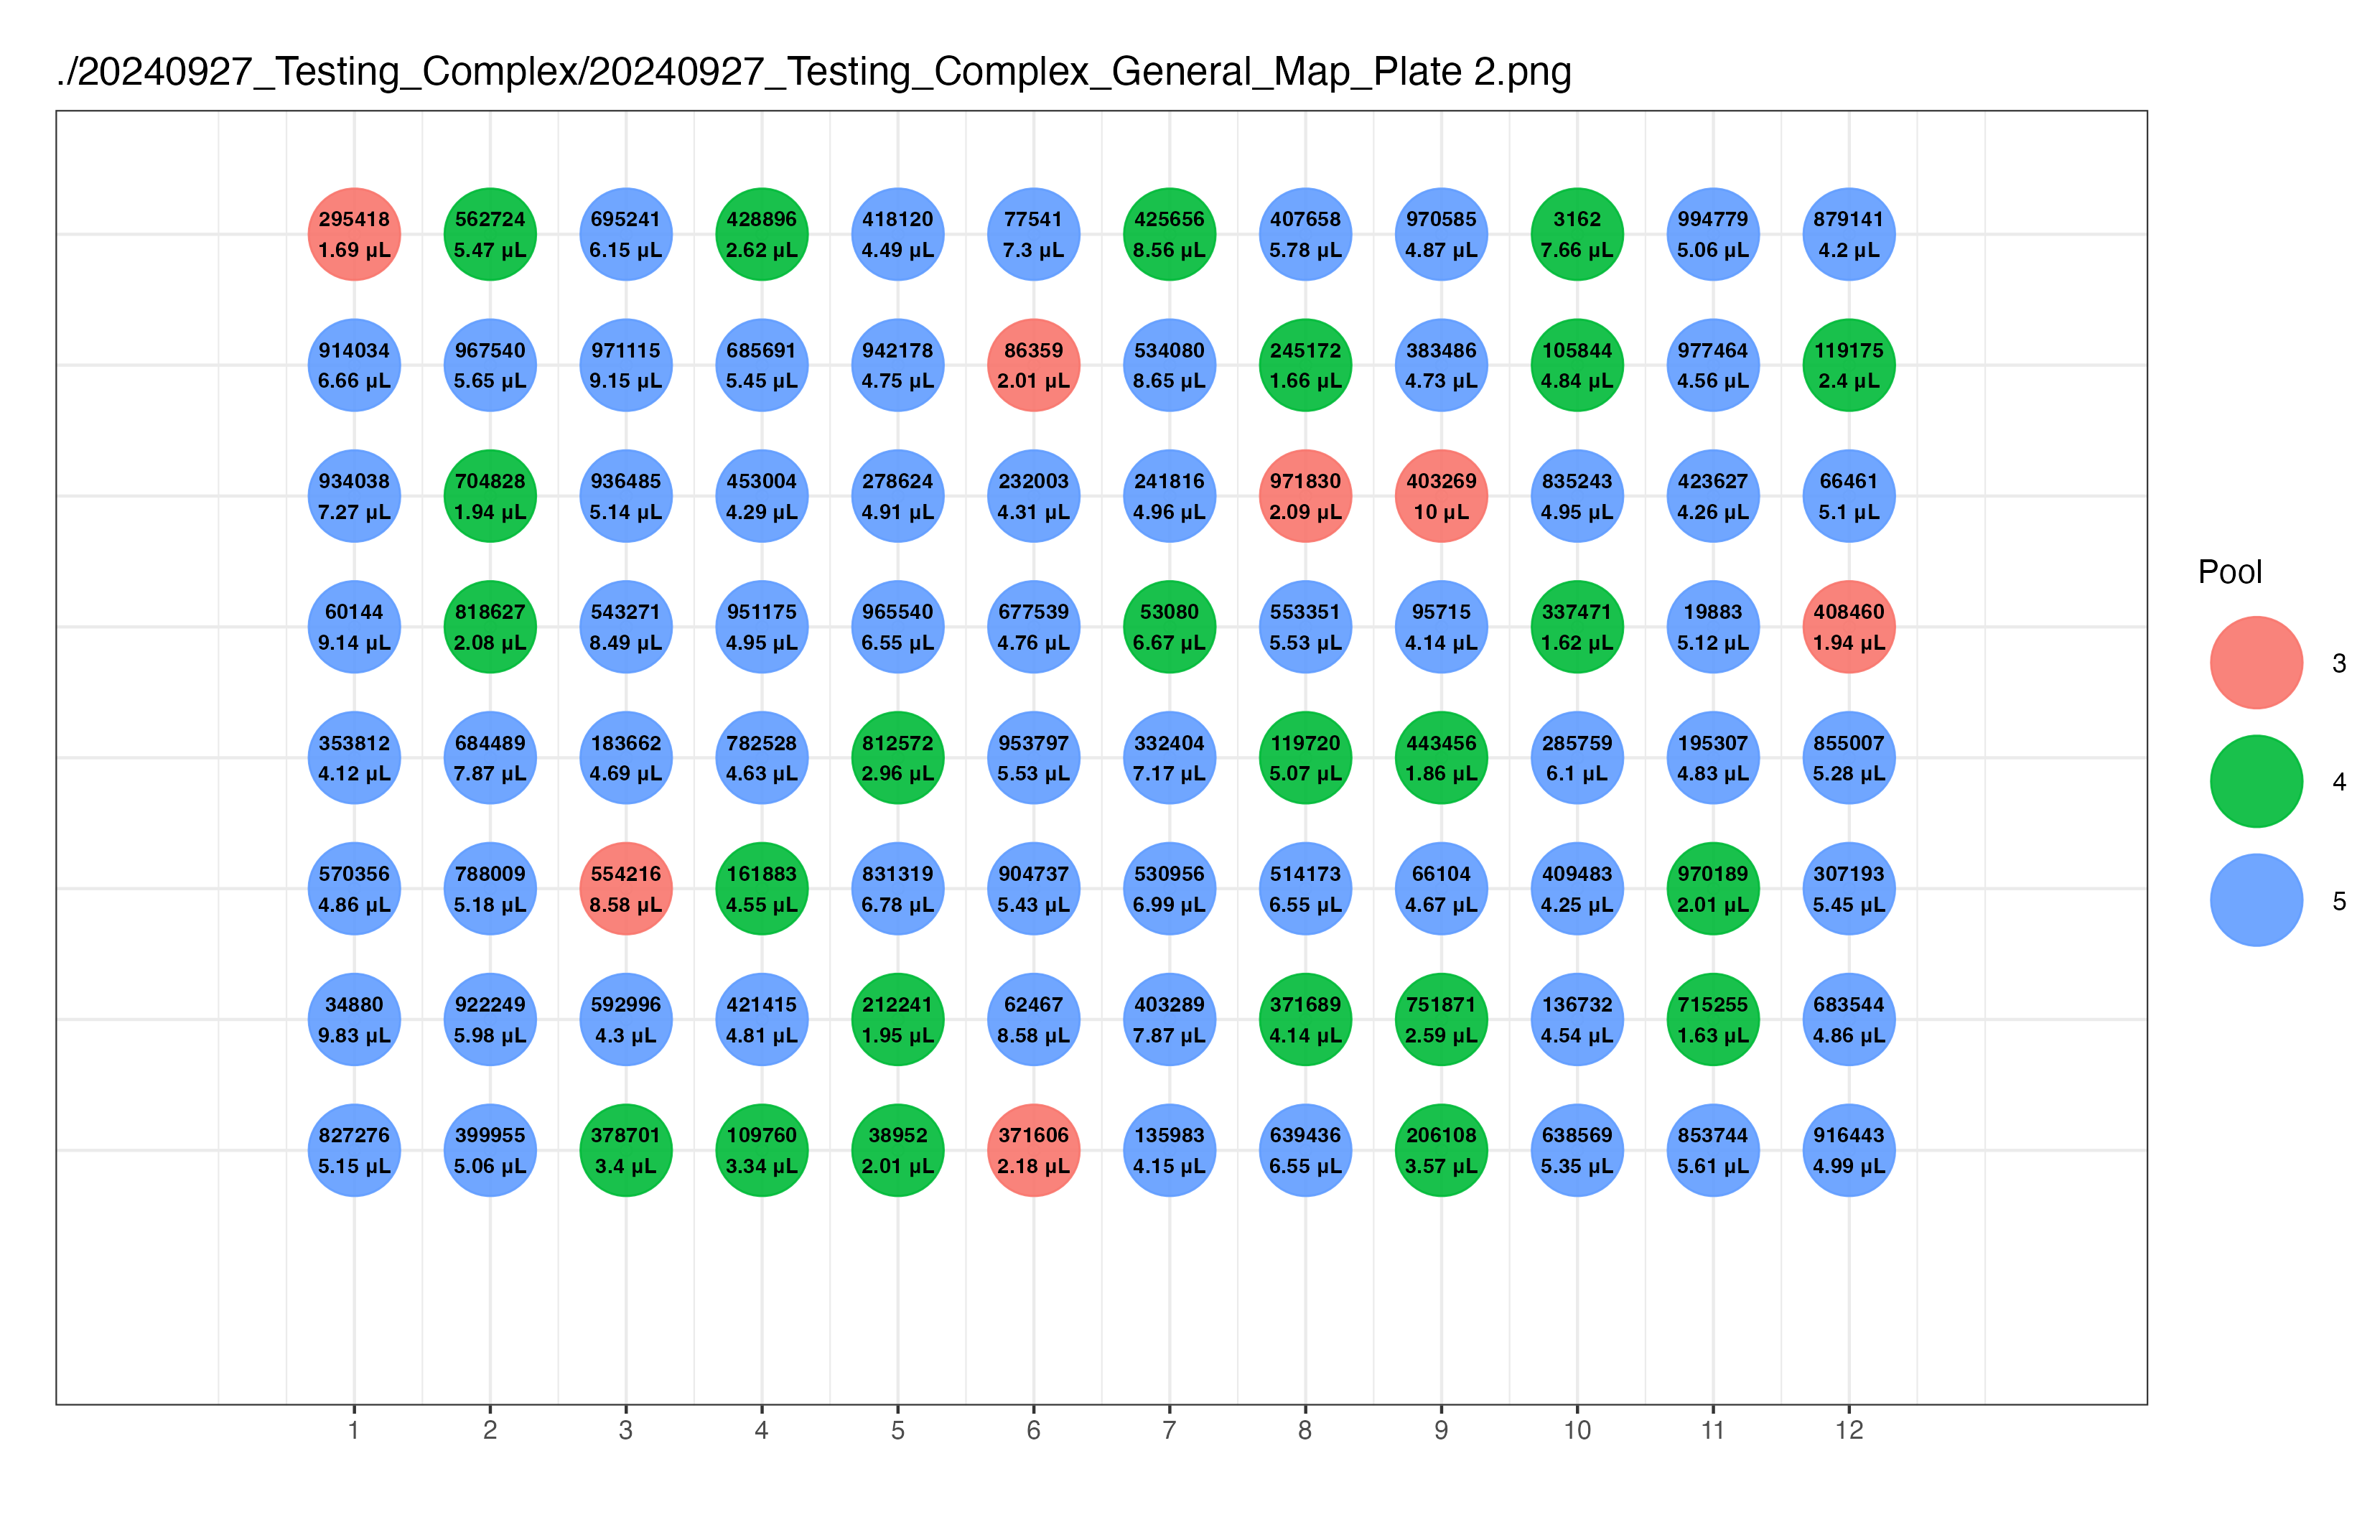 ./20240927_Testing_Complex/20240927_Testing_Complex_General_Map_Plate 2.png
295418 562724 695241 428896 418120 77541 425656 407658 970585 3162 994779 879141
1.69 µL 5.47 µL 6.15 µL 2.62 µL 4.49 µL 7.3 µL 8.56 µL 5.78 µL 4.87 µL 7.66 µL 5.06 µL 4.2 µL
914034 967540 971115 685691 942178 86359 534080 245172 383486 105844 977464 119175
6.66 µL 5.65 µL 9.15 µL 5.45 µL 4.75 µL 2.01 µL 8.65 µL 1.66 µL 4.73 µL 4.84 µL 4.56 µL 2.4 µL
934038 704828 936485 453004 278624 232003 241816 971830 403269 835243 423627 66461
7.27 µL 1.94 µL 5.14 µL 4.29 µL 4.91 µL 4.31 µL 4.96 µL 2.09 µL 10 µL 4.95 µL 4.26 µL 5.1 µL
60144 818627 543271 951175 965540 677539 53080 553351 95715 337471 19883 408460
9.14 µL 2.08 µL 8.49 µL 4.95 µL 6.55 µL 4.76 µL 6.67 µL 5.53 µL 4.14 µL 1.62 µL 5.12 µL 1.94 µL
353812 684489 183662 782528 812572 953797 332404 119720 443456 285759 195307 855007
4.12 µL 7.87 µL 4.69 µL 4.63 µL 2.96 µL 5.53 µL 7.17 µL 5.07 µL 1.86 µL 6.1 µL 4.83 µL 5.28 µL
570356 788009 554216 161883 831319 904737 530956 514173 66104 409483 970189 307193
4.86 µL 5.18 µL 8.58 µL 4.55 µL 6.78 µL 5.43 µL 6.99 µL 6.55 µL 4.67 µL 4.25 µL 2.01 µL 5.45 µL
34880 922249 592996 421415 212241 62467 403289 371689 751871 136732 715255 683544
9.83 µL 5.98 µL 4.3 µL 4.81 µL 1.95 µL 8.58 µL 7.87 µL 4.14 µL 2.59 µL 4.54 µL 1.63 µL 4.86 µL
827276 399955 378701 109760 38952 371606 135983 639436 206108 638569 853744 916443
5.15 µL 5.06 µL 3.4 µL 3.34 µL 2.01 µL 2.18 µL 4.15 µL 6.55 µL 3.57 µL 5.35 µL 5.61 µL 4.99 µL
1 2 3 4 5 6 7 8 9 10 11 12
Pool
3
4
5